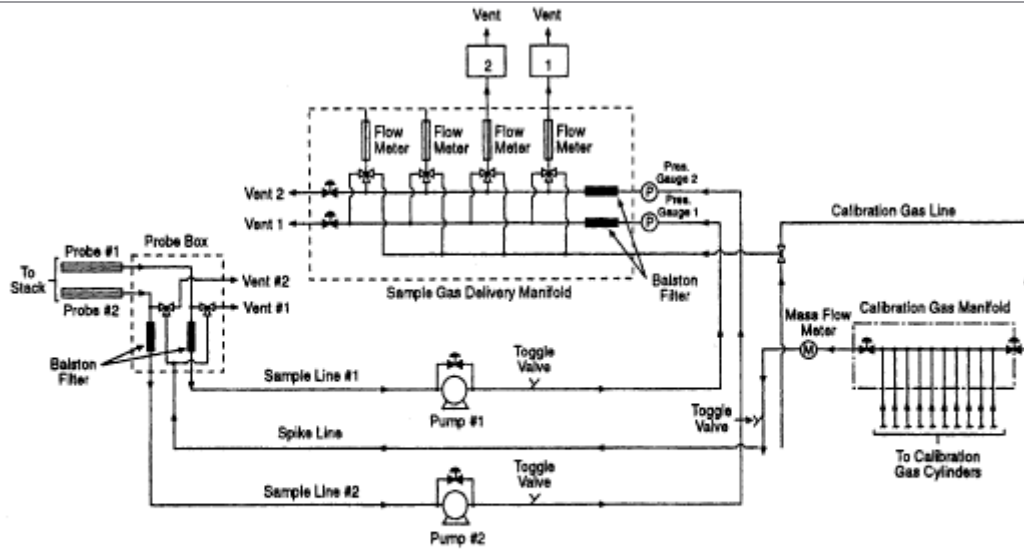 Vent
Vent
2
1
Flow
Meter
Flow
Meter
Flow
Meter
Flow
Meter
Pres.
Gauge 2
P
Vent 2
Pres.
Gauge 1
P
Vent 1
Calibration Gas Line
Probe Box
Probe #1
To
Stack
Probe #2
Vent #2
Vent #1
Sample Gas Delivery Manifold
Balston
Filter
Calibration Gas Manifold
Mass Flow
Meter
M
Balston
Filter
Sample Line #1
Toggle
Valve
Pump #1
Toggle
Valve
Spike Line
To Calibration
Gas Cylinders
Sample Line #2
Toggle
Valve
Pump #2